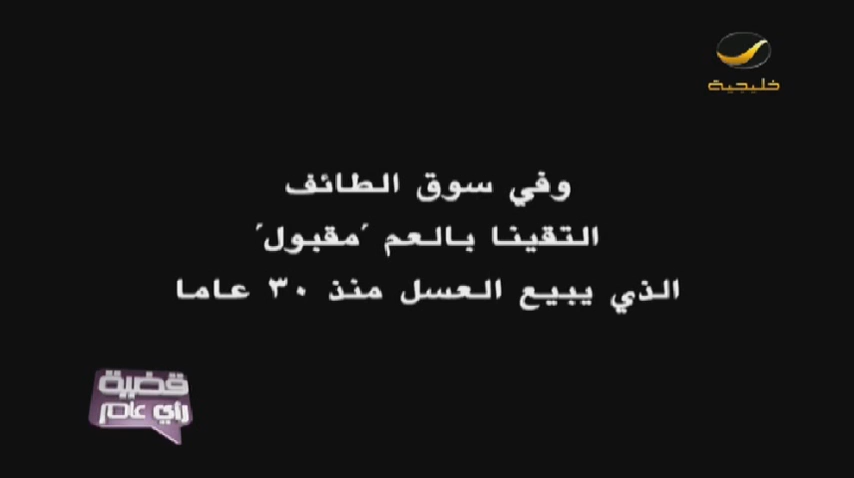 خليجية
وفي سوق الطائف
التقينا بالعم "مقبول"
الذي يبيع العسل منذ ٣٠ عاما
قضية
رأي عام